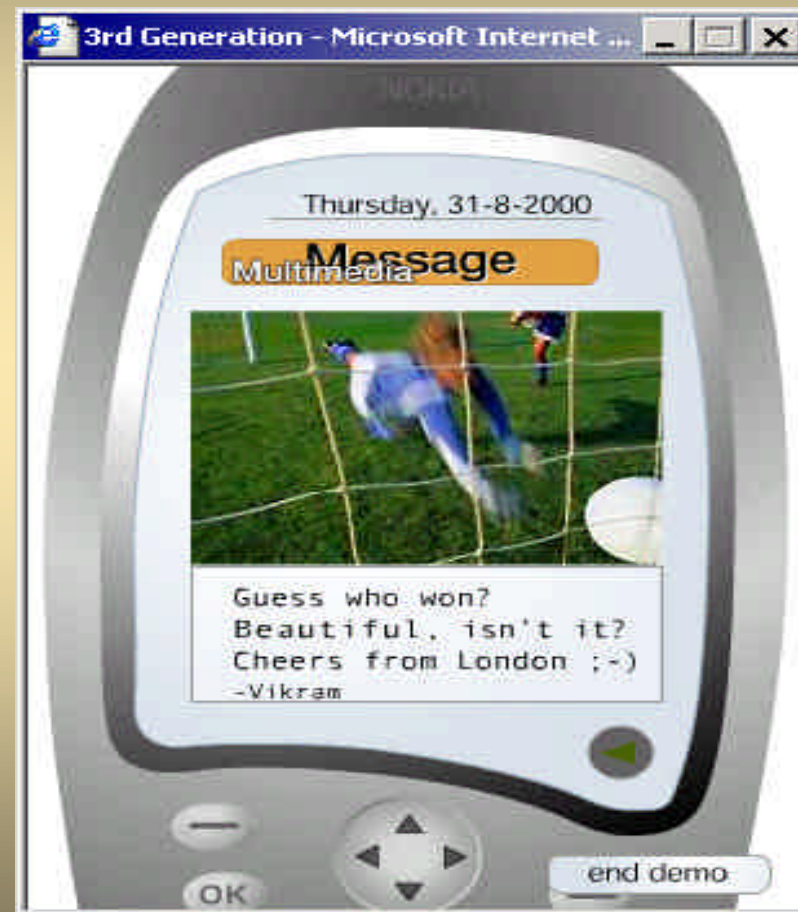 3rd Generation - Microsoft Internet ...
NOKIA
Thursday, 31-8-2000
Multimedia Message
Guess who won?
Beautiful, isn't it?
Cheers from London :-)
-Vikram
OK
end demo